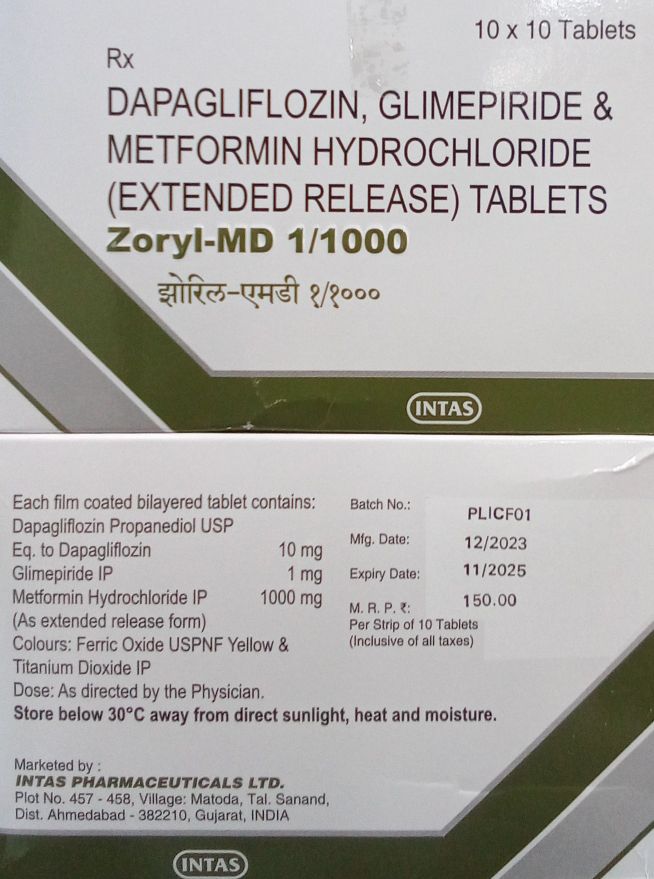 10 x 10 Tablets
Rx
DAPAGLIFLOZIN, GLIMEPIRIDE &
METFORMIN HYDROCHLORIDE
(EXTENDED RELEASE) TABLETS
Zoryl-MD 1/1000
झोरिल-एमडी १/१०००
INTAS
Each film coated bilayered tablet contains:
Dapagliflozin Propanediol USP
Eq. to Dapagliflozin 10 mg
Glimepiride IP 1 mg
Metformin Hydrochloride IP 1000 mg
(As extended release form)
Colours: Ferric Oxide USPNF Yellow &
Titanium Dioxide IP
Dose: As directed by the Physician.
Store below 30°C away from direct sunlight, heat and moisture.
Batch No.: PLICF01
Mfg. Date: 12/2023
Expiry Date: 11/2025
M. R. P. ₹: 150.00
Per Strip of 10 Tablets
(Inclusive of all taxes)
Marketed by :
INTAS PHARMACEUTICALS LTD.
Plot No. 457 - 458, Village: Matoda, Tal. Sanand,
Dist. Ahmedabad - 382210, Gujarat, INDIA
INTAS